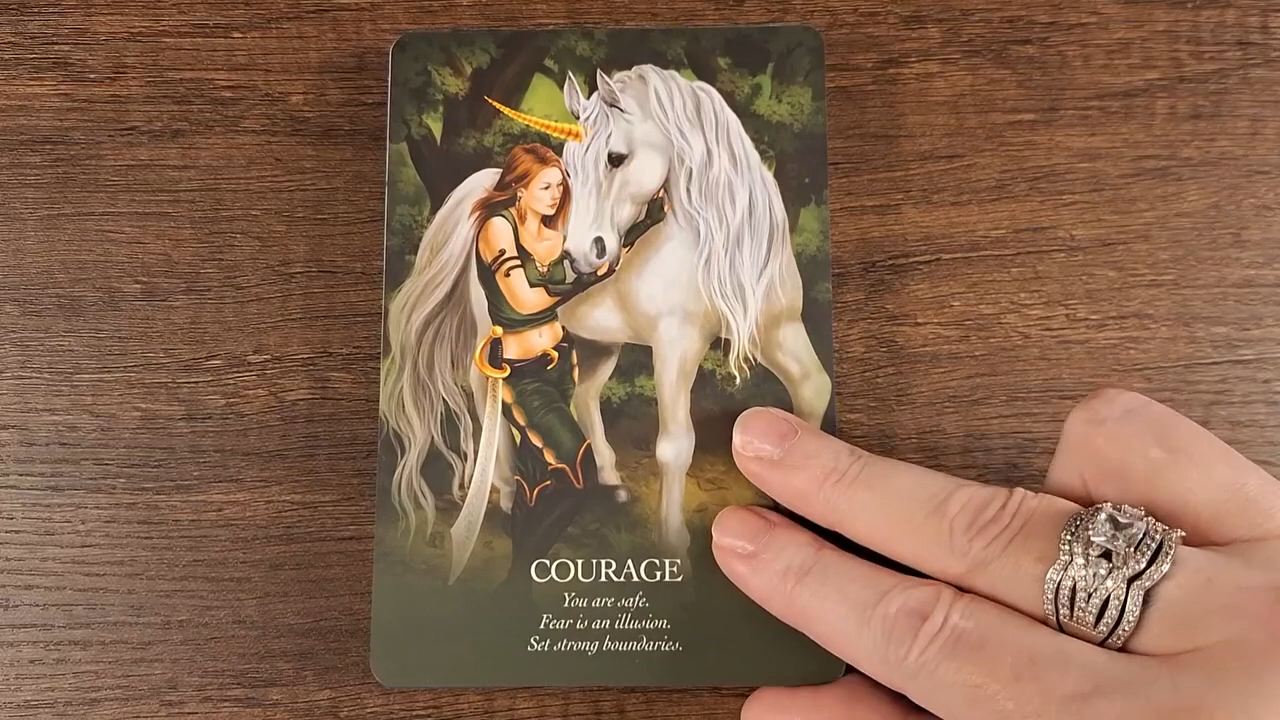 COURAGE
You are safe.
Fear is an illusion.
Set strong boundaries.